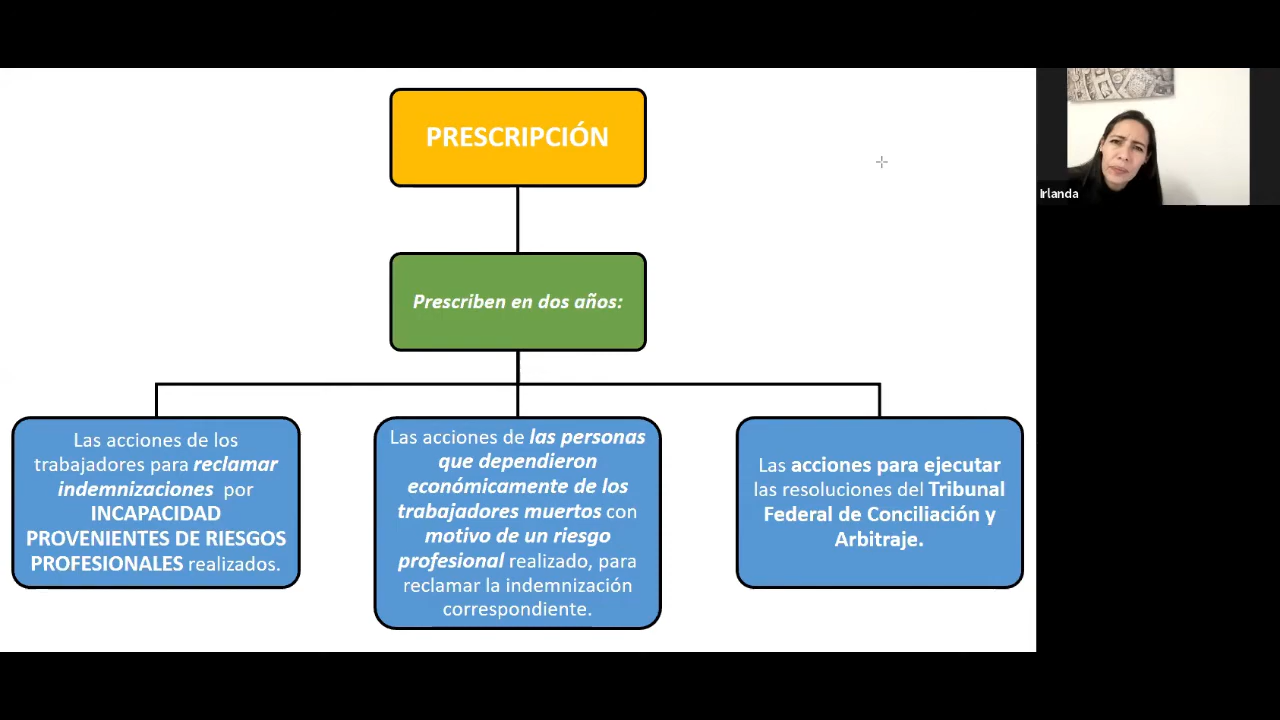 PRESCRIPCIÓN
Prescriben en dos años:
Las acciones de los
trabajadores para reclamar
indemnizaciones por
INCAPACIDAD
PROVENIENTES DE RIESGOS
PROFESIONALES realizados.
Las acciones de las personas
que dependieron
económicamente de los
trabajadores muertos con
motivo de un riesgo
profesional realizado, para
reclamar la indemnización
correspondiente.
Las acciones para ejecutar
las resoluciones del Tribunal
Federal de Conciliación y
Arbitraje.
Irlanda